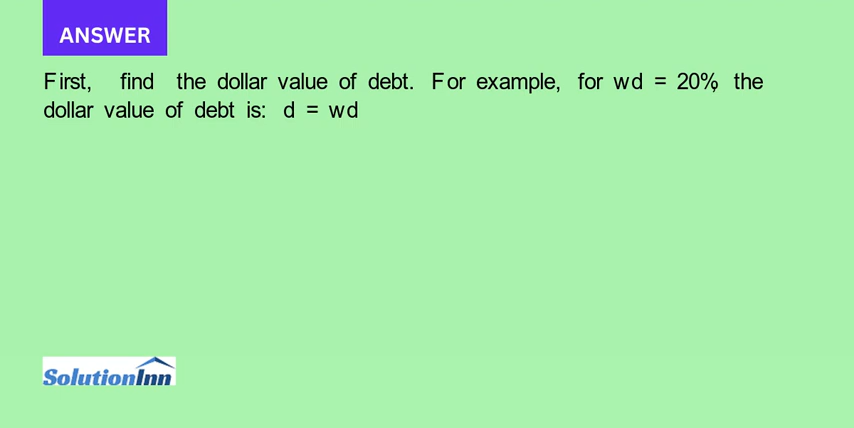 ANSWER
First, find the dollar value of debt. For example, for wd = 20%, the
dollar value of debt is: d = wd
SolutionInn